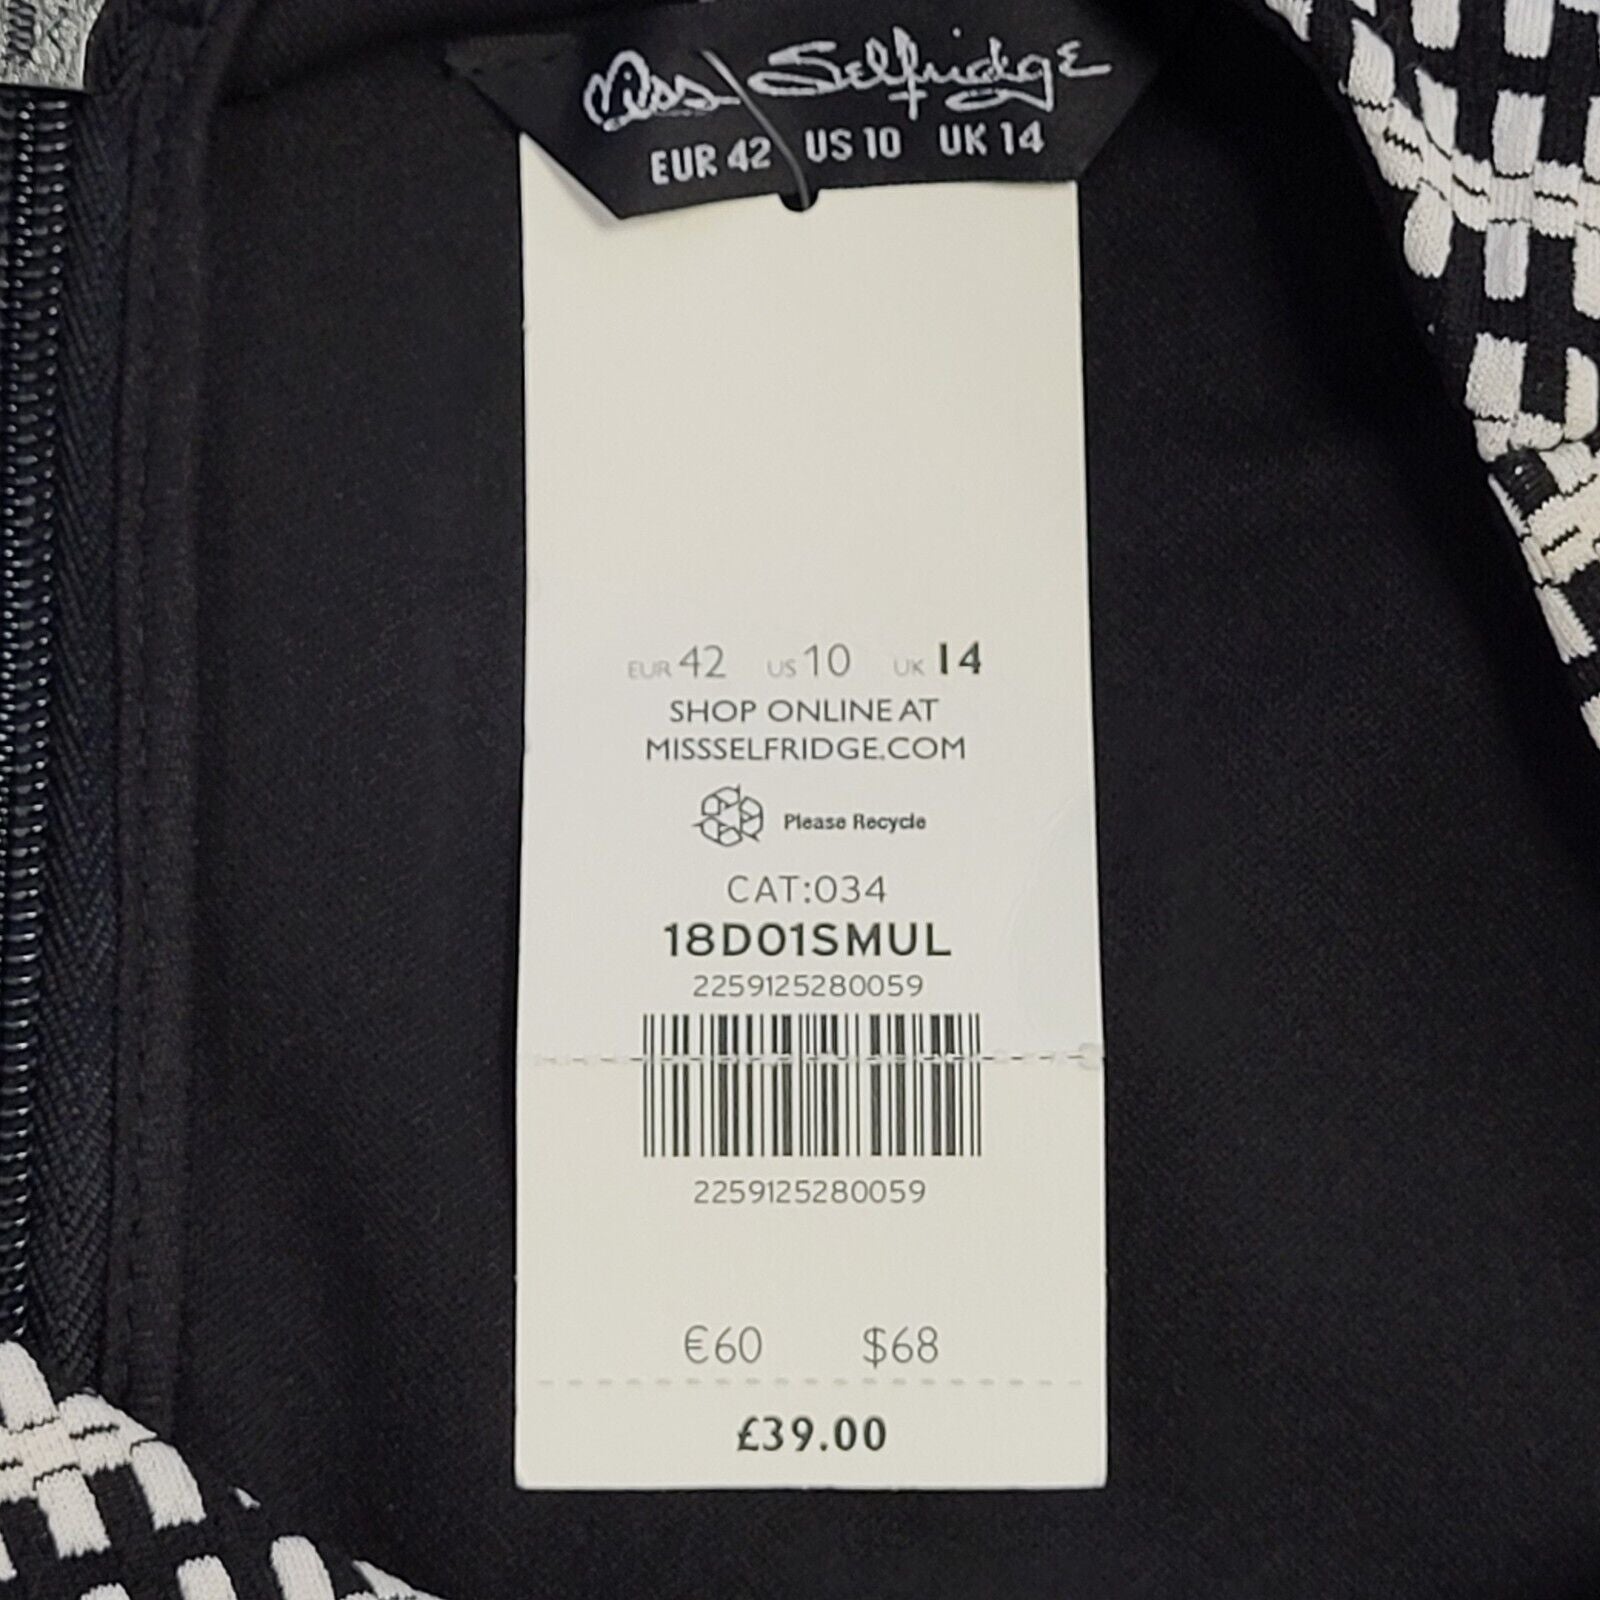 Miss Selfridge
EUR 42 US 10 UK 14
EUR 42 US 10 UK 14
SHOP ONLINE AT
MISSSELFRIDGE.COM
Please Recycle
CAT:034
18D01SMUL
2259125280059
2259125280059
€60 $68
£39.00